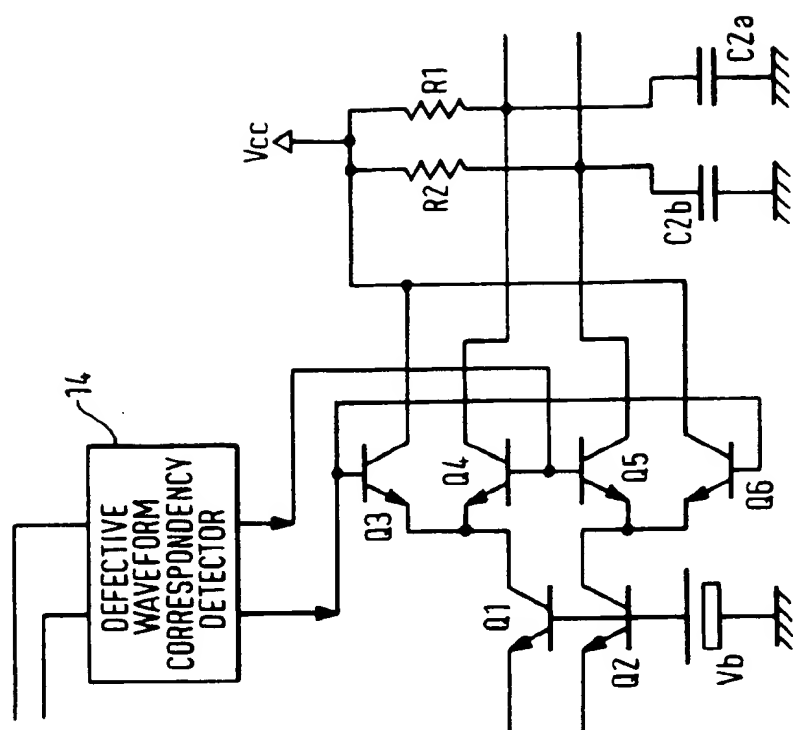 14
DEFECTIVE
WAVEFORM
CORRESPONDENCY
DETECTOR
Vcc
R1
R2
C2a
C2b
Q3
Q4
Q5
Q6
Q1
Q2
Vb